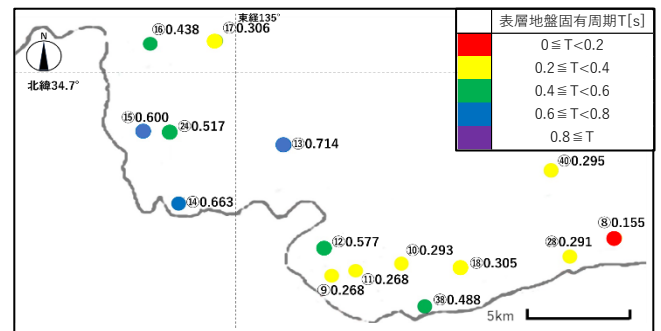 東経135°
表層地盤固有周期T[s]
0≦T<0.2
0.2≦T<0.4
0.4≦T<0.6
0.6≦T<0.8
0.8≦T
N
北緯34.7°
⑯0.438
⑰0.306
⑮0.600
㉔0.517
⑬0.714
㊵0.295
⑭0.663
⑧0.155
⑫0.577
⑩0.293
㉘0.291
⑱0.305
⑪0.268
⑨0.268
㊳0.488
5km